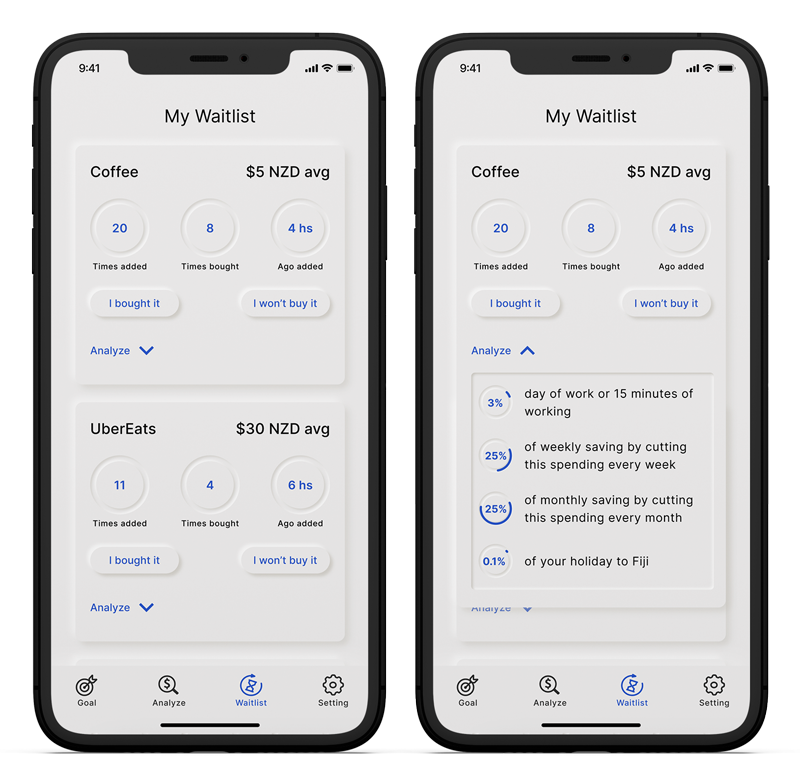 9:41
My Waitlist
Coffee $5 NZD avg
20 8 4 hs
Times added Times bought Ago added
I bought it I won't buy it
Analyze
UberEats $30 NZD avg
11 4 6 hs
Times added Times bought Ago added
I bought it I won't buy it
Analyze
Goal Analyze Waitlist Setting
9:41
My Waitlist
Coffee $5 NZD avg
20 8 4 hs
Times added Times bought Ago added
I bought it I won't buy it
Analyze
3% day of work or 15 minutes of
working
25% of weekly saving by cutting
this spending every week
25% of monthly saving by cutting
this spending every month
0.1% of your holiday to Fiji
Analyze
Goal Analyze Waitlist Setting